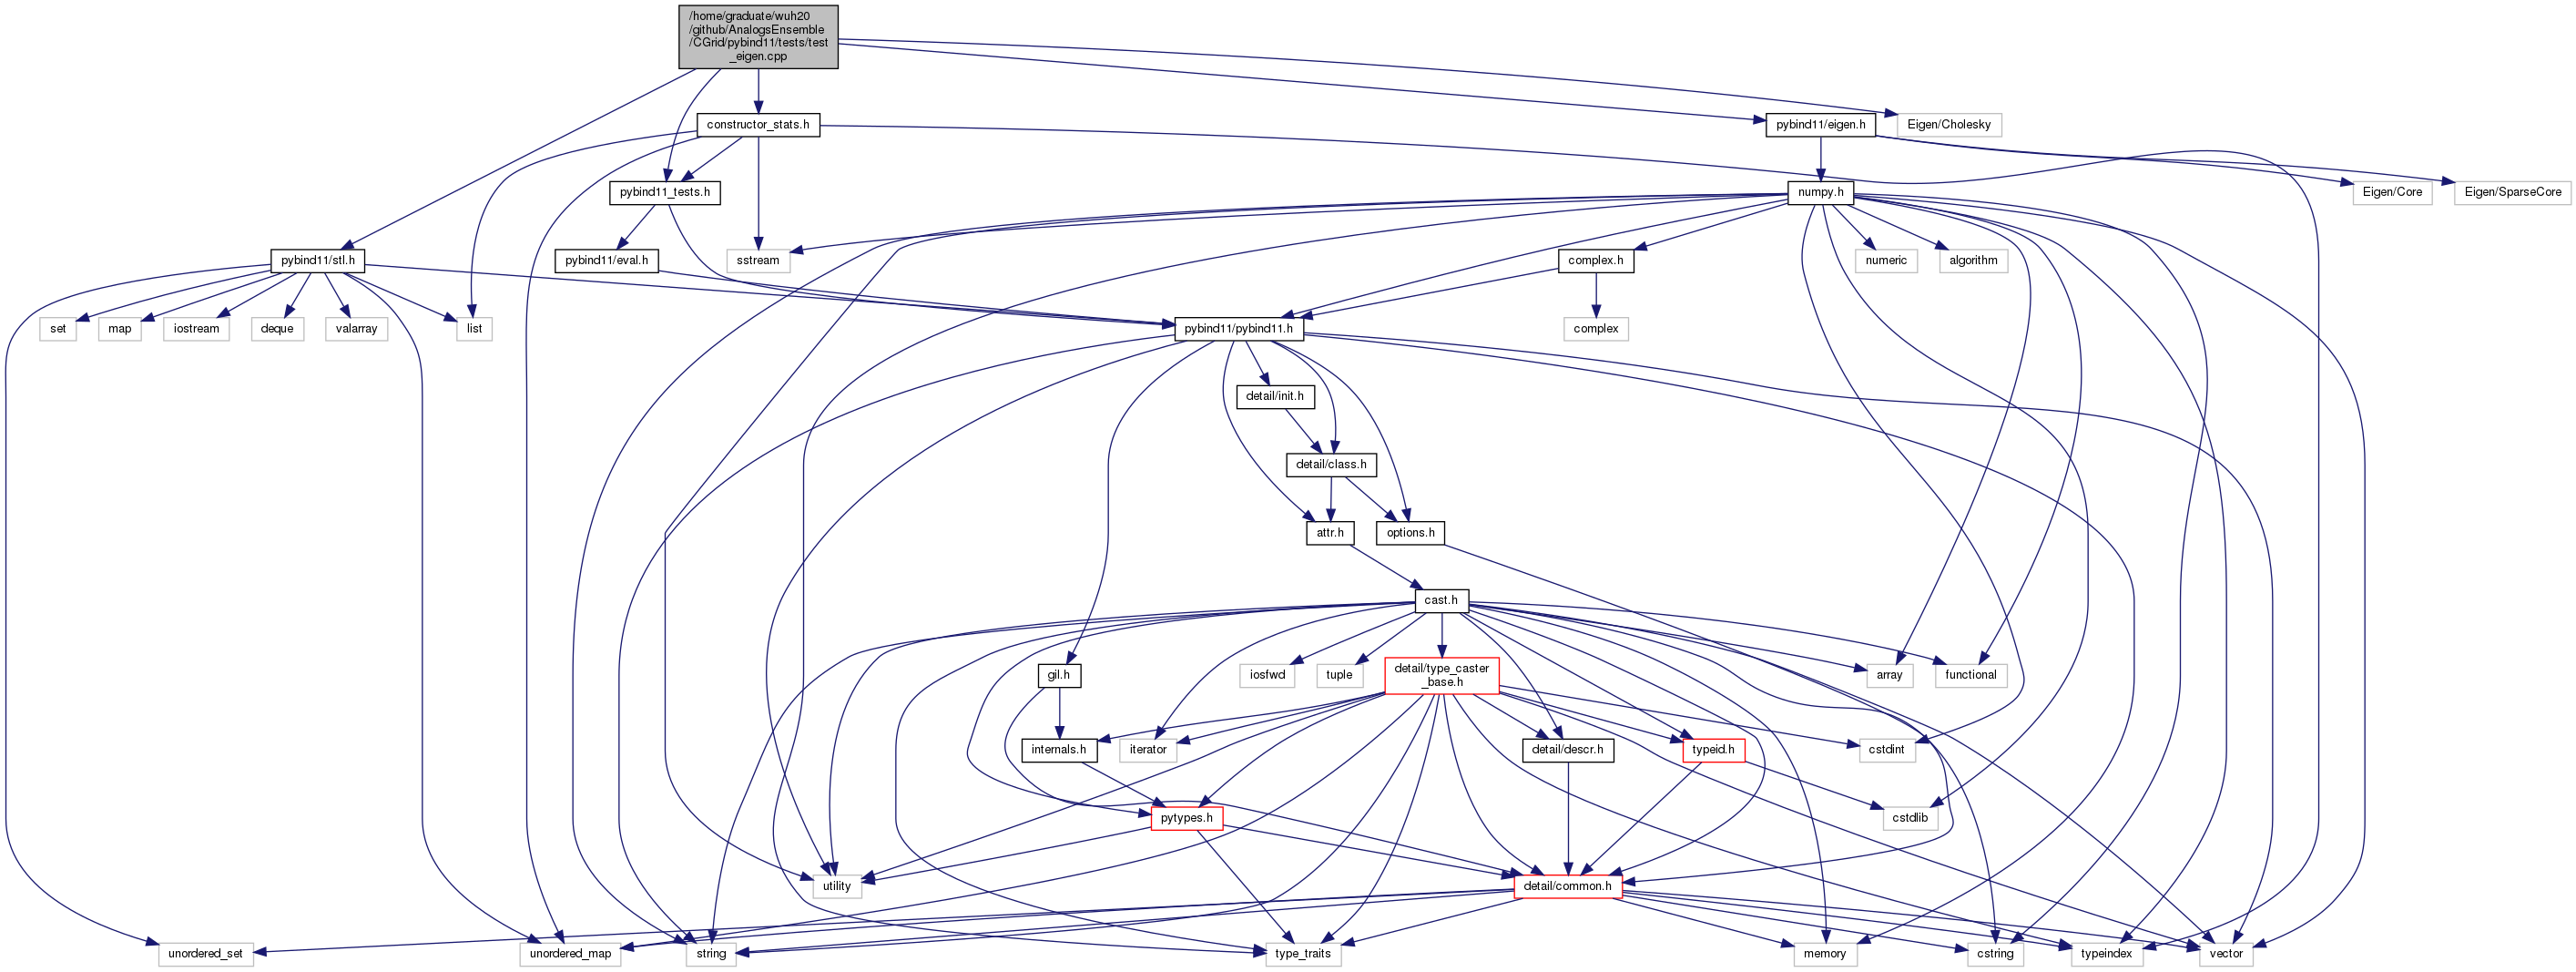 /home/graduate/wuh20
/github/AnalogsEnsemble
/CGrid/pybind11/tests/test
_eigen.cpp
constructor_stats.h
pybind11/eigen.h
Eigen/Cholesky
pybind11_tests.h
numpy.h
Eigen/Core
Eigen/SparseCore
pybind11/stl.h
pybind11/eval.h
sstream
complex.h
numeric
algorithm
set
map
iostream
deque
valarray
list
pybind11/pybind11.h
complex
detail/init.h
detail/class.h
attr.h
options.h
cast.h
gil.h
iosfwd
tuple
detail/type_caster
_base.h
array
functional
internals.h
iterator
detail/descr.h
typeid.h
cstdint
pytypes.h
cstdlib
utility
detail/common.h
unordered_set
unordered_map
string
type_traits
memory
cstring
typeindex
vector